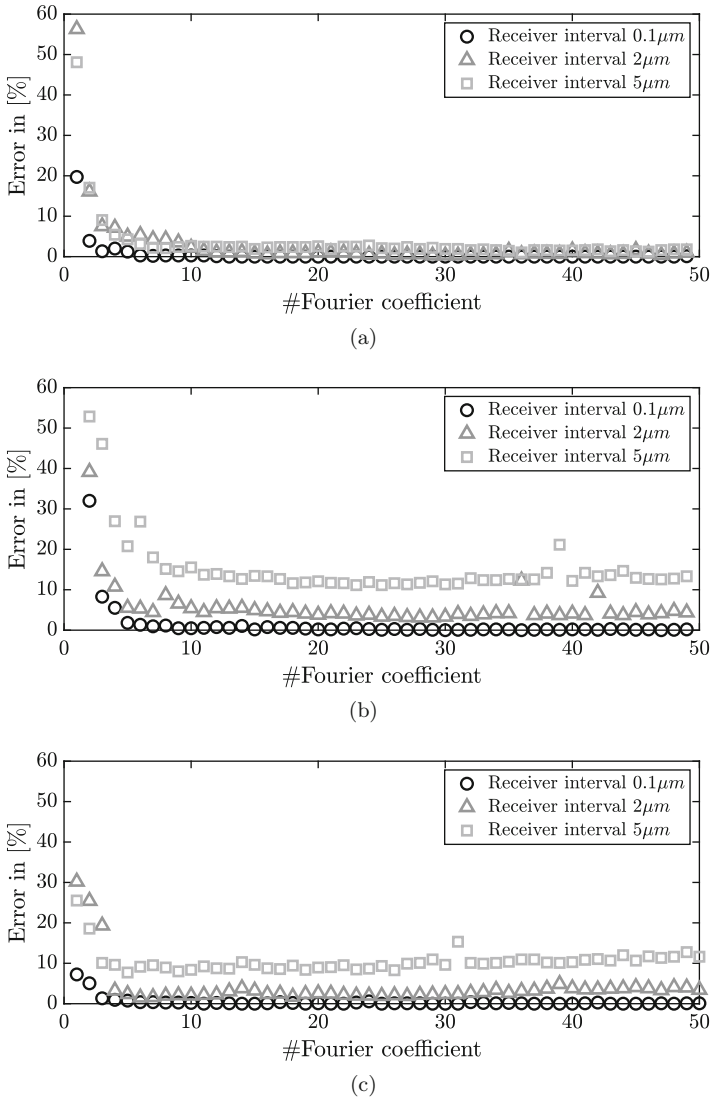 60
50
40
30
20
10
0
Error in [%]
Receiver interval 0.1μm
Receiver interval 2μm
Receiver interval 5μm
0 10 20 30 40 50
#Fourier coefficient
(a)
60
50
40
30
20
10
0
Error in [%]
Receiver interval 0.1μm
Receiver interval 2μm
Receiver interval 5μm
0 10 20 30 40 50
#Fourier coefficient
(b)
60
50
40
30
20
10
0
Error in [%]
Receiver interval 0.1μm
Receiver interval 2μm
Receiver interval 5μm
0 10 20 30 40 50
#Fourier coefficient
(c)